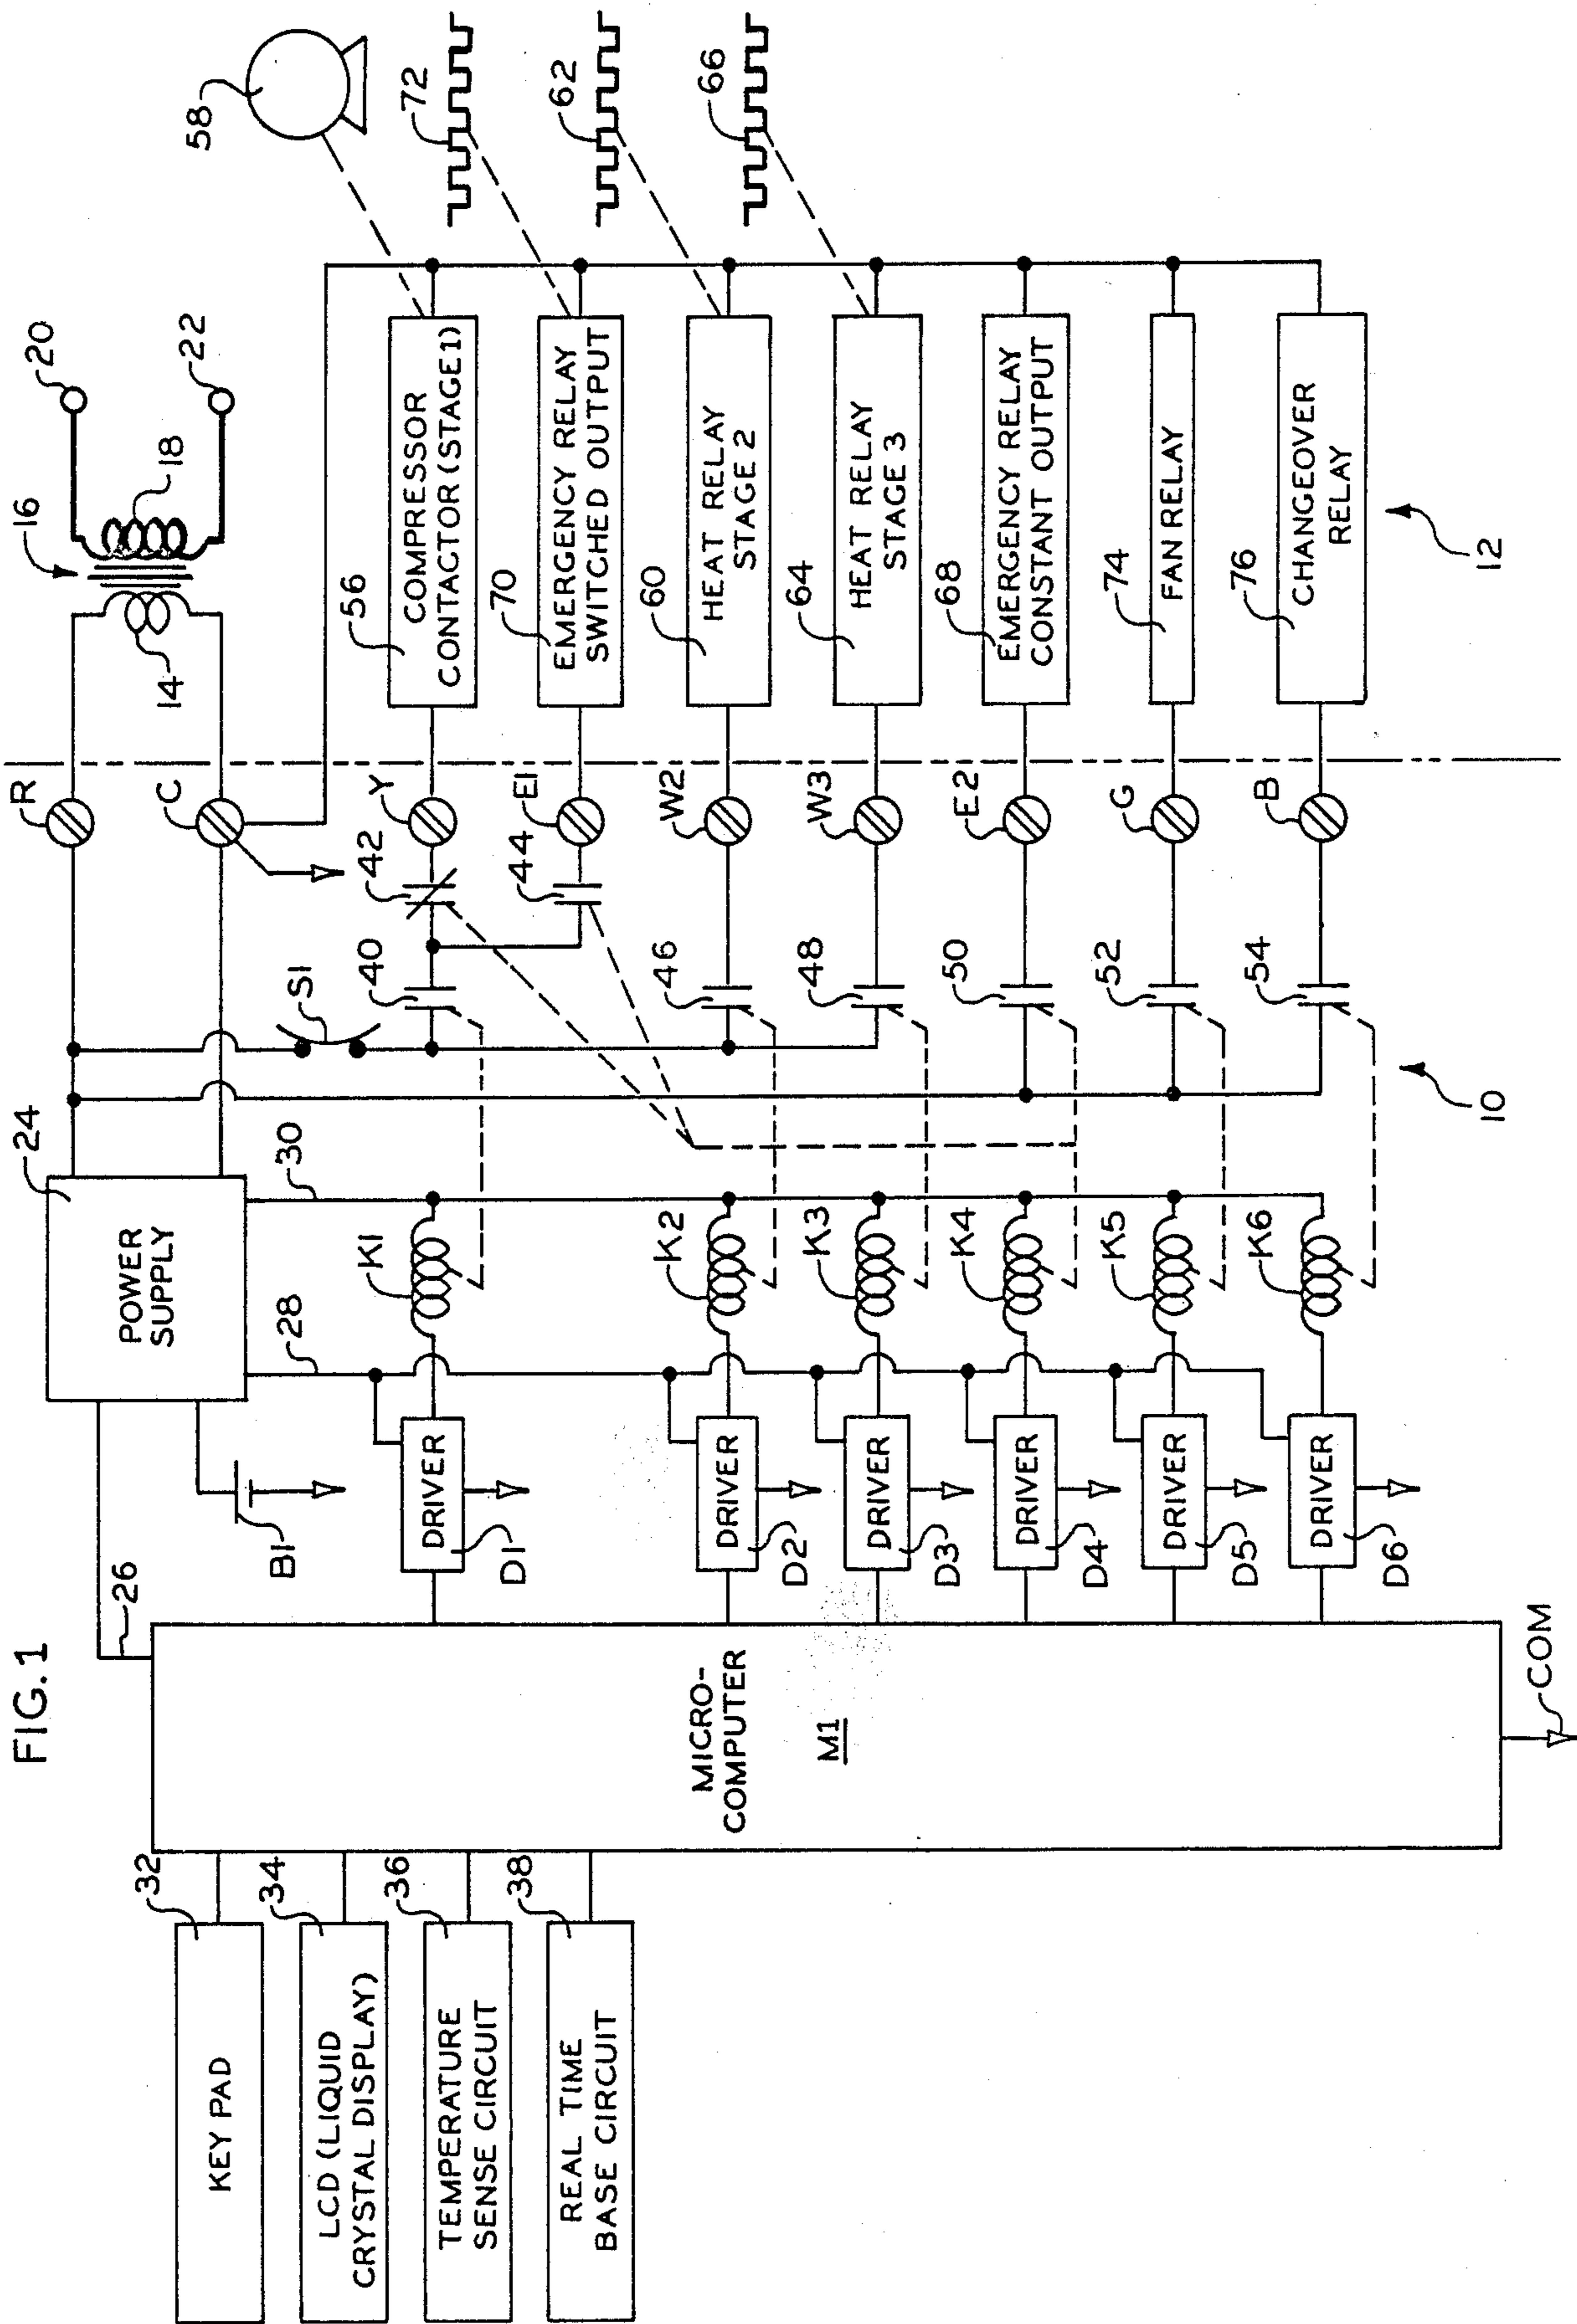 FIG.1
32
KEY PAD
34
LCD (LIQUID
CRYSTAL DISPLAY)
36
TEMPERATURE
SENSE CIRCUIT
38
REAL TIME
BASE CIRCUIT
MICRO-
COMPUTER
M1
COM
26
B1
24
POWER
SUPPLY
28
30
DRIVER
D1
DRIVER
D2
DRIVER
D3
DRIVER
D4
DRIVER
D5
DRIVER
D6
K1
K2
K3
K4
K5
K6
S1
40
42
44
46
48
50
52
54
10
R
C
Y
E1
W2
W3
E2
G
B
14
16
18
20
22
56
COMPRESSOR
CONTACTOR (STAGE 1)
70
EMERGENCY RELAY
SWITCHED OUTPUT
60
HEAT RELAY
STAGE 2
64
HEAT RELAY
STAGE 3
68
EMERGENCY RELAY
CONSTANT OUTPUT
74
FAN RELAY
76
CHANGEOVER
RELAY
12
58
72
62
66